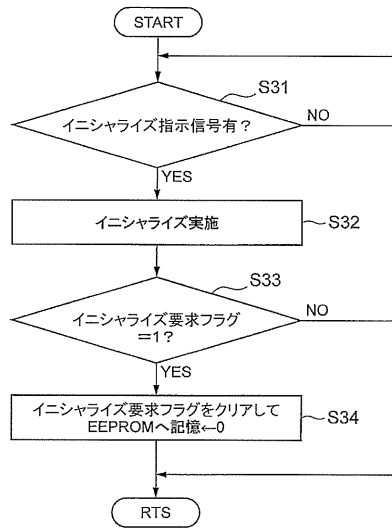 START
S31
イニシャライズ指示信号有？
NO
YES
イニシャライズ実施
S32
S33
イニシャライズ要求フラグ
=1？
NO
YES
イニシャライズ要求フラグをクリアして
EEPROMへ記憶←0
S34
RTS